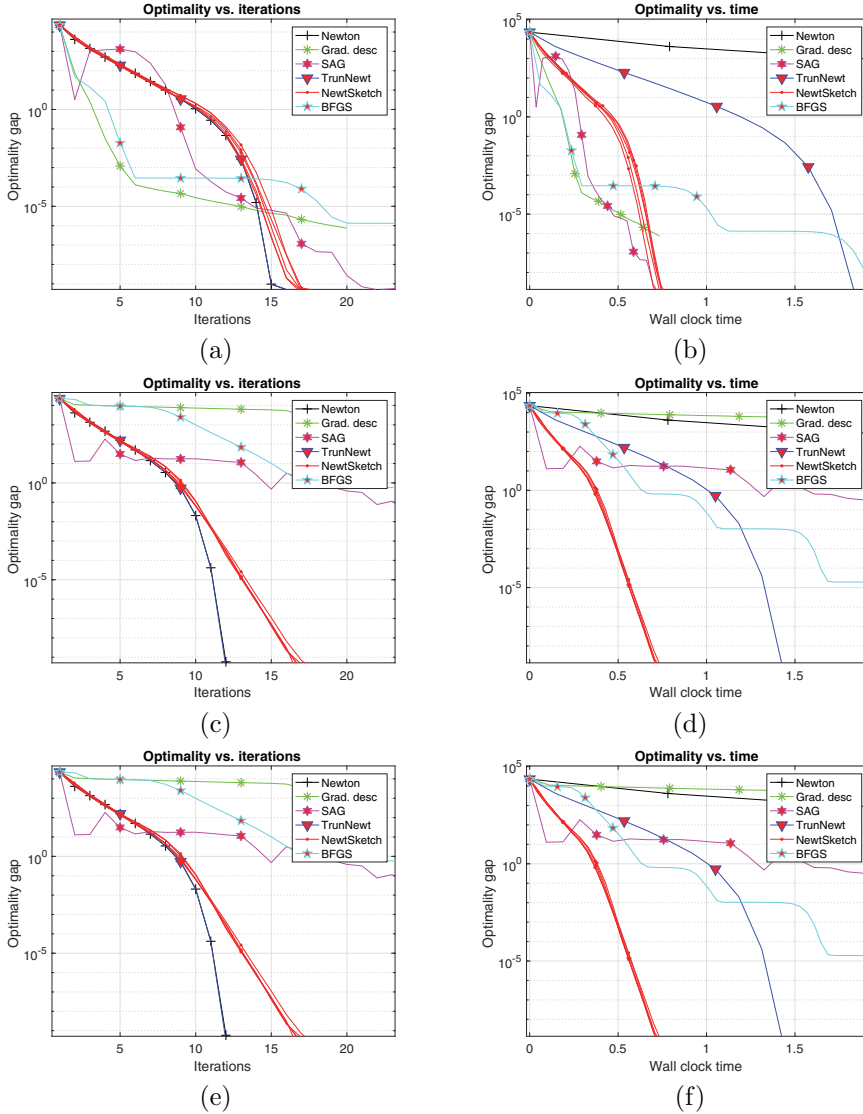 Optimality vs. iterations
Optimality gap
10^0
10^-5
5
10
15
20
Iterations
Newton
Grad. desc
SAG
TrunNewt
NewtSketch
BFGS
(a)
Optimality vs. time
Optimality gap
10^5
10^0
10^-5
0
0.5
1
1.5
Wall clock time
Newton
Grad. desc
SAG
TrunNewt
NewtSketch
BFGS
(b)
Optimality vs. iterations
Optimality gap
10^0
10^-5
5
10
15
20
Iterations
Newton
Grad. desc
SAG
TrunNewt
NewtSketch
BFGS
(c)
Optimality vs. time
Optimality gap
10^5
10^0
10^-5
0
0.5
1
1.5
Wall clock time
Newton
Grad. desc
SAG
TrunNewt
NewtSketch
BFGS
(d)
Optimality vs. iterations
Optimality gap
10^0
10^-5
5
10
15
20
Iterations
Newton
Grad. desc
SAG
TrunNewt
NewtSketch
BFGS
(e)
Optimality vs. time
Optimality gap
10^5
10^0
10^-5
0
0.5
1
1.5
Wall clock time
Newton
Grad. desc
SAG
TrunNewt
NewtSketch
BFGS
(f)